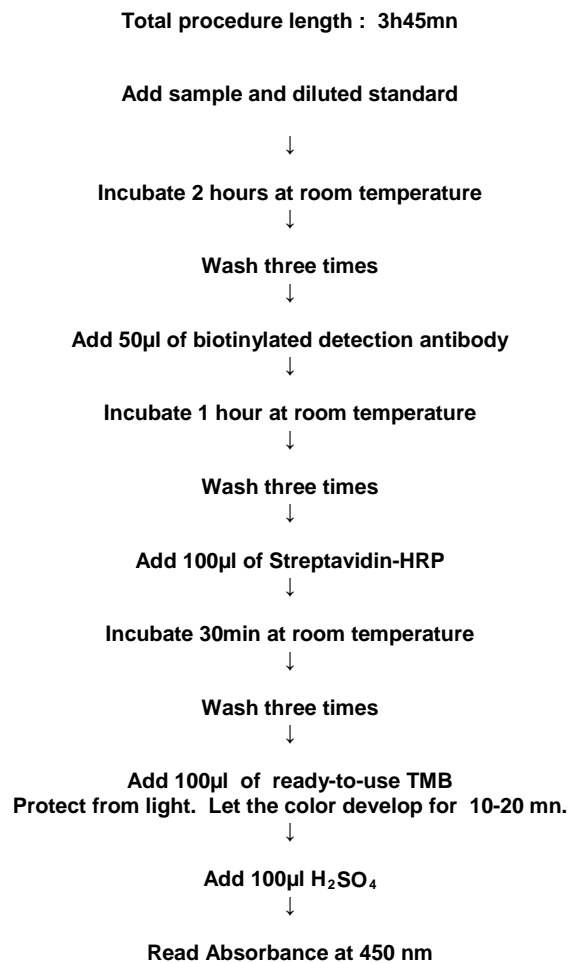 Total procedure length : 3h45mn
Add sample and diluted standard
↓
Incubate 2 hours at room temperature
↓
Wash three times
↓
Add 50µl of biotinylated detection antibody
↓
Incubate 1 hour at room temperature
↓
Wash three times
↓
Add 100µl of Streptavidin-HRP
↓
Incubate 30min at room temperature
↓
Wash three times
↓
Add 100µl of ready-to-use TMB
Protect from light. Let the color develop for 10-20 mn.
↓
Add 100µl H₂SO₄
↓
Read Absorbance at 450 nm